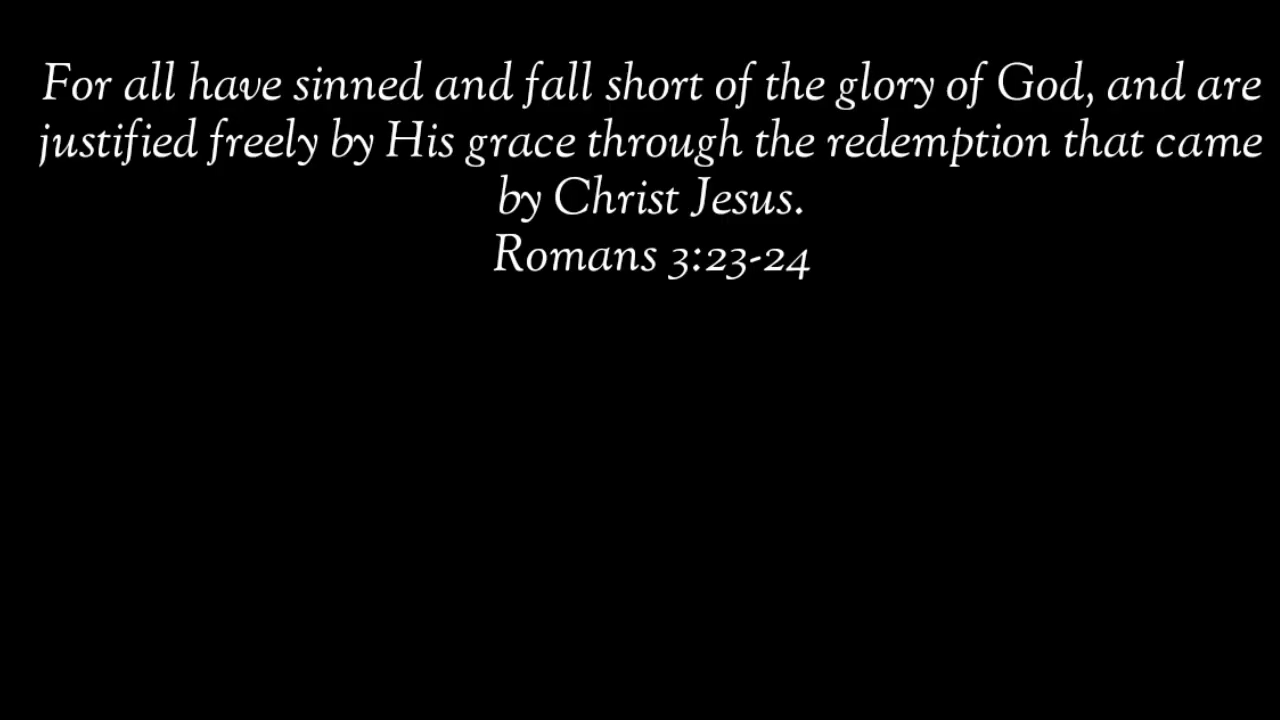 For all have sinned and fall short of the glory of God, and are
justified freely by His grace through the redemption that came
by Christ Jesus.
Romans 3:23-24